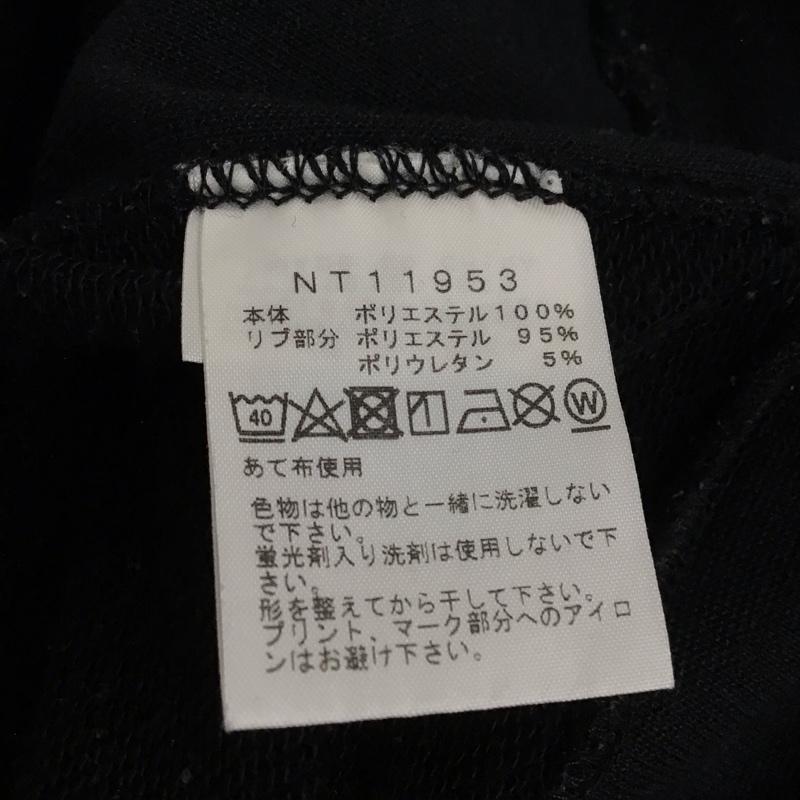 NT11953
本体 ポリエステル100%
リブ部分 ポリエステル 95%
ポリウレタン 5%
40 W
あて布使用
色物は他の物と一緒に洗濯しない
で下さい。
蛍光剤入り洗剤は使用しないで下
さい。
形を整えてから干して下さい。
プリント、マーク部分へのアイロ
ンはお避け下さい。